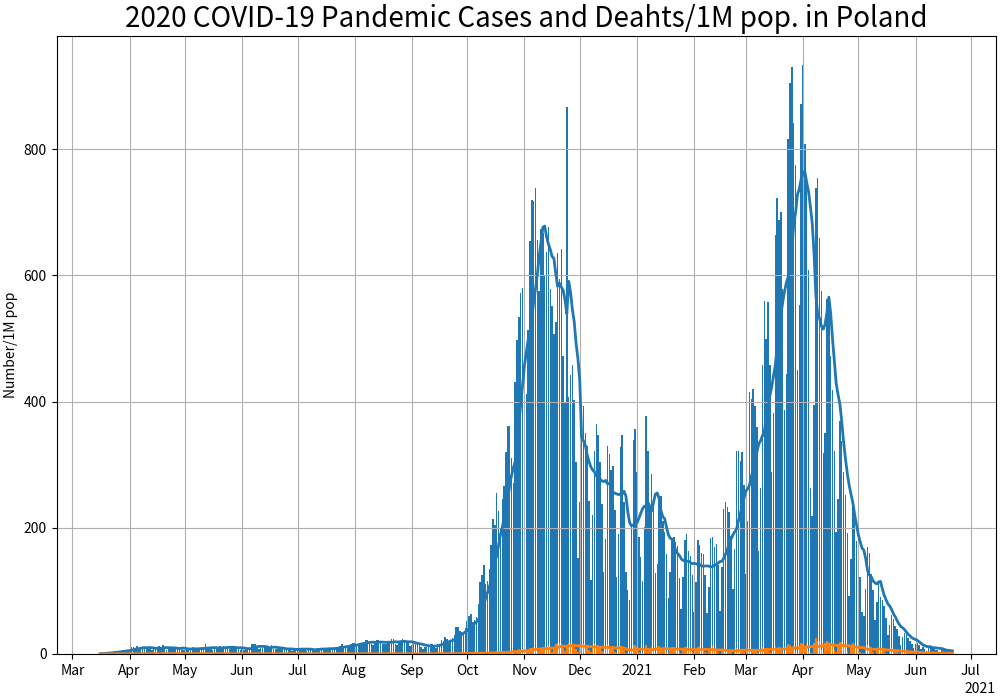 2020 COVID-19 Pandemic Cases and Deahts/1M pop. in Poland
Number/1M pop
800
600
400
200
0
Mar Apr May Jun Jul Aug Sep Oct Nov Dec 2021 Feb Mar Apr May Jun Jul
2021